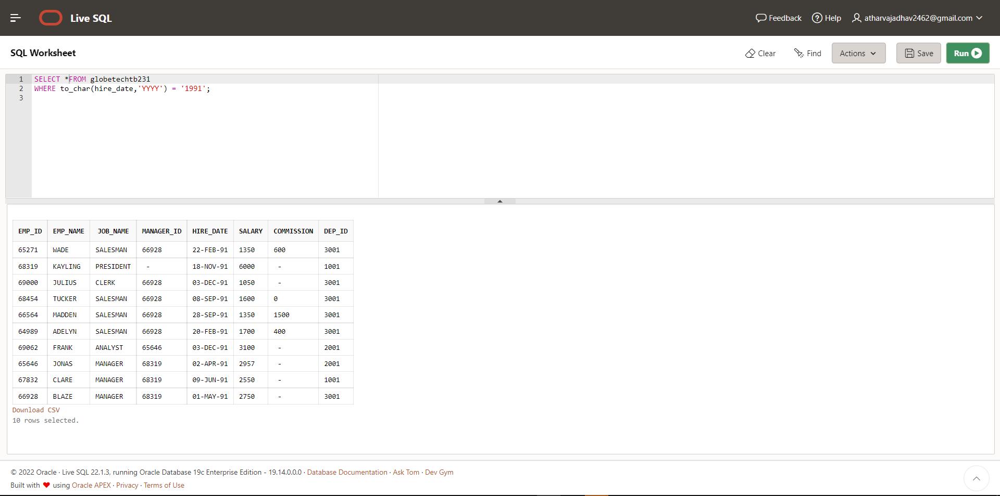 Live SQL Feedback Help atharvajadhav2462@gmail.com
SQL Worksheet Clear Find Actions Save Run
1 SELECT *FROM globetechtb231
2 WHERE to_char(hire_date,'YYYY') = '1991';
3
EMP_ID EMP_NAME JOB_NAME MANAGER_ID HIRE_DATE SALARY COMMISSION DEP_ID
65271 WADE SALESMAN 66928 22-FEB-91 1350 600 3001
68319 KAYLING PRESIDENT - 18-NOV-91 6000 - 1001
69000 JULIUS CLERK 66928 03-DEC-91 1050 - 3001
68454 TUCKER SALESMAN 66928 08-SEP-91 1600 0 3001
66564 MADDEN SALESMAN 66928 28-SEP-91 1350 1500 3001
64989 ADELYN SALESMAN 66928 20-FEB-91 1700 400 3001
69062 FRANK ANALYST 65646 03-DEC-91 3100 - 2001
65646 JONAS MANAGER 68319 02-APR-91 2957 - 2001
67832 CLARE MANAGER 68319 09-JUN-91 2550 - 1001
66928 BLAZE MANAGER 68319 01-MAY-91 2750 - 3001
Download CSV
10 rows selected.
© 2022 Oracle · Live SQL 22.1.3, running Oracle Database 19c Enterprise Edition - 19.14.0.0.0 · Database Documentation · Ask Tom · Dev Gym
Built with ❤ using Oracle APEX · Privacy · Terms of Use